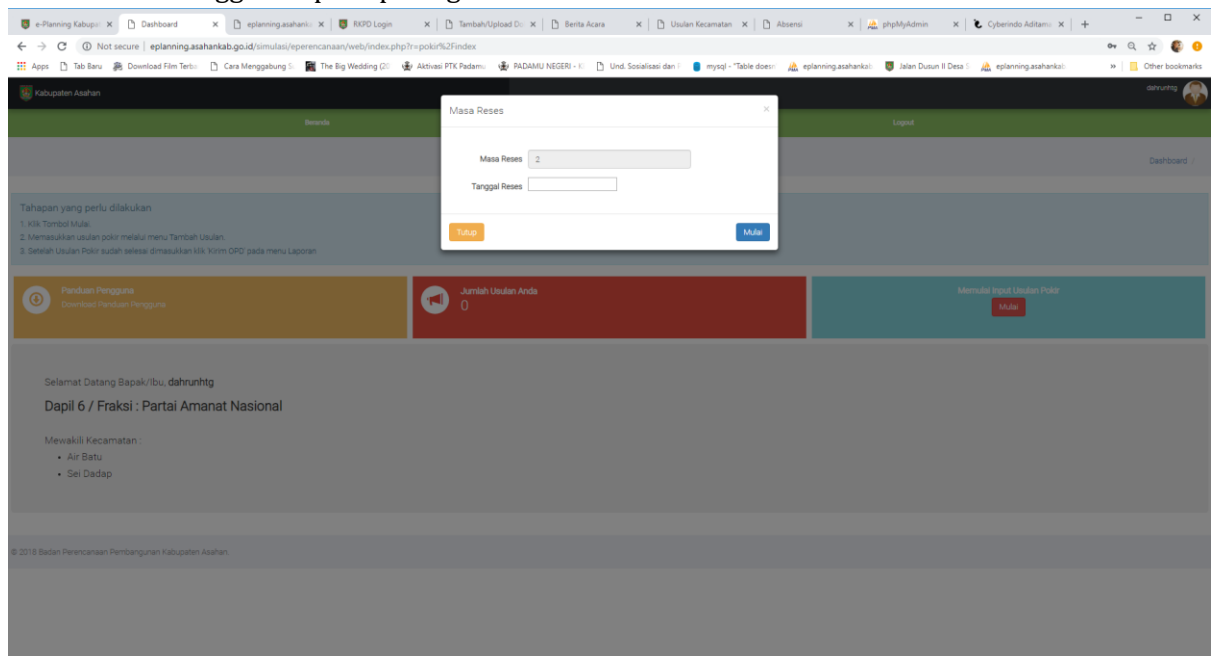 e-Planning Kabupat
Dashboard
eplanning.asahank
RKPD Login
Tambah/Upload Do
Berita Acara
Usulan Kecamatan
Absensi
phpMyAdmin
Cyberindo Aditama
Not secure | eplanning.asahankab.go.id/simulasi/eperencanaan/web/index.php?r=pokir%2Findex
Apps
Tab Baru
Download Film Terba
Cara Menggabung S
The Big Wedding (20
Aktivasi PTK Padamu
PADAMU NEGERI - K
Und. Sosialisasi dan
mysql - "Table doesn
eplanning.asahankab
Jalan Dusun II Desa S
eplanning.asahankab
Other bookmarks
Kabupaten Asahan
dahrunhtg
Beranda
Logout
Dashboard /
Masa Reses
×
Masa Reses 2
Tanggal Reses
Tutup
Mulai
Tahapan yang perlu dilakukan
1. Klik Tombol Mulai.
2. Memasukkan usulan pokir melalui menu Tambah Usulan.
3. Setelah Usulan Pokir sudah selesai dimasukkan klik 'Kirim OPD' pada menu Laporan
Panduan Pengguna
Download Panduan Pengguna
Jumlah Usulan Anda
0
Memulai Input Usulan Pokir
Mulai
Selamat Datang Bapak/Ibu, dahrunhtg
Dapil 6 / Fraksi : Partai Amanat Nasional
Mewakili Kecamatan :
• Air Batu
• Sei Dadap
© 2018 Badan Perencanaan Pembangunan Kabupaten Asahan